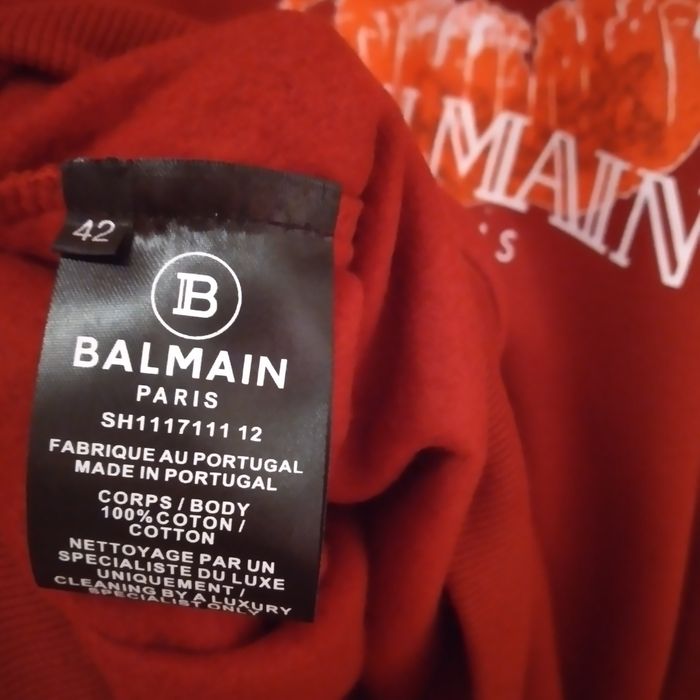 42
B
BALMAIN
PARIS
SH1117111 12
FABRIQUE AU PORTUGAL
MADE IN PORTUGAL
CORPS / BODY
100% COTON /
COTTON
NETTOYAGE PAR UN
SPECIALISTE DU LUXE
UNIQUEMENT /
CLEANING BY A LUXURY
SPECIALIST ONLY
LMAIN
S